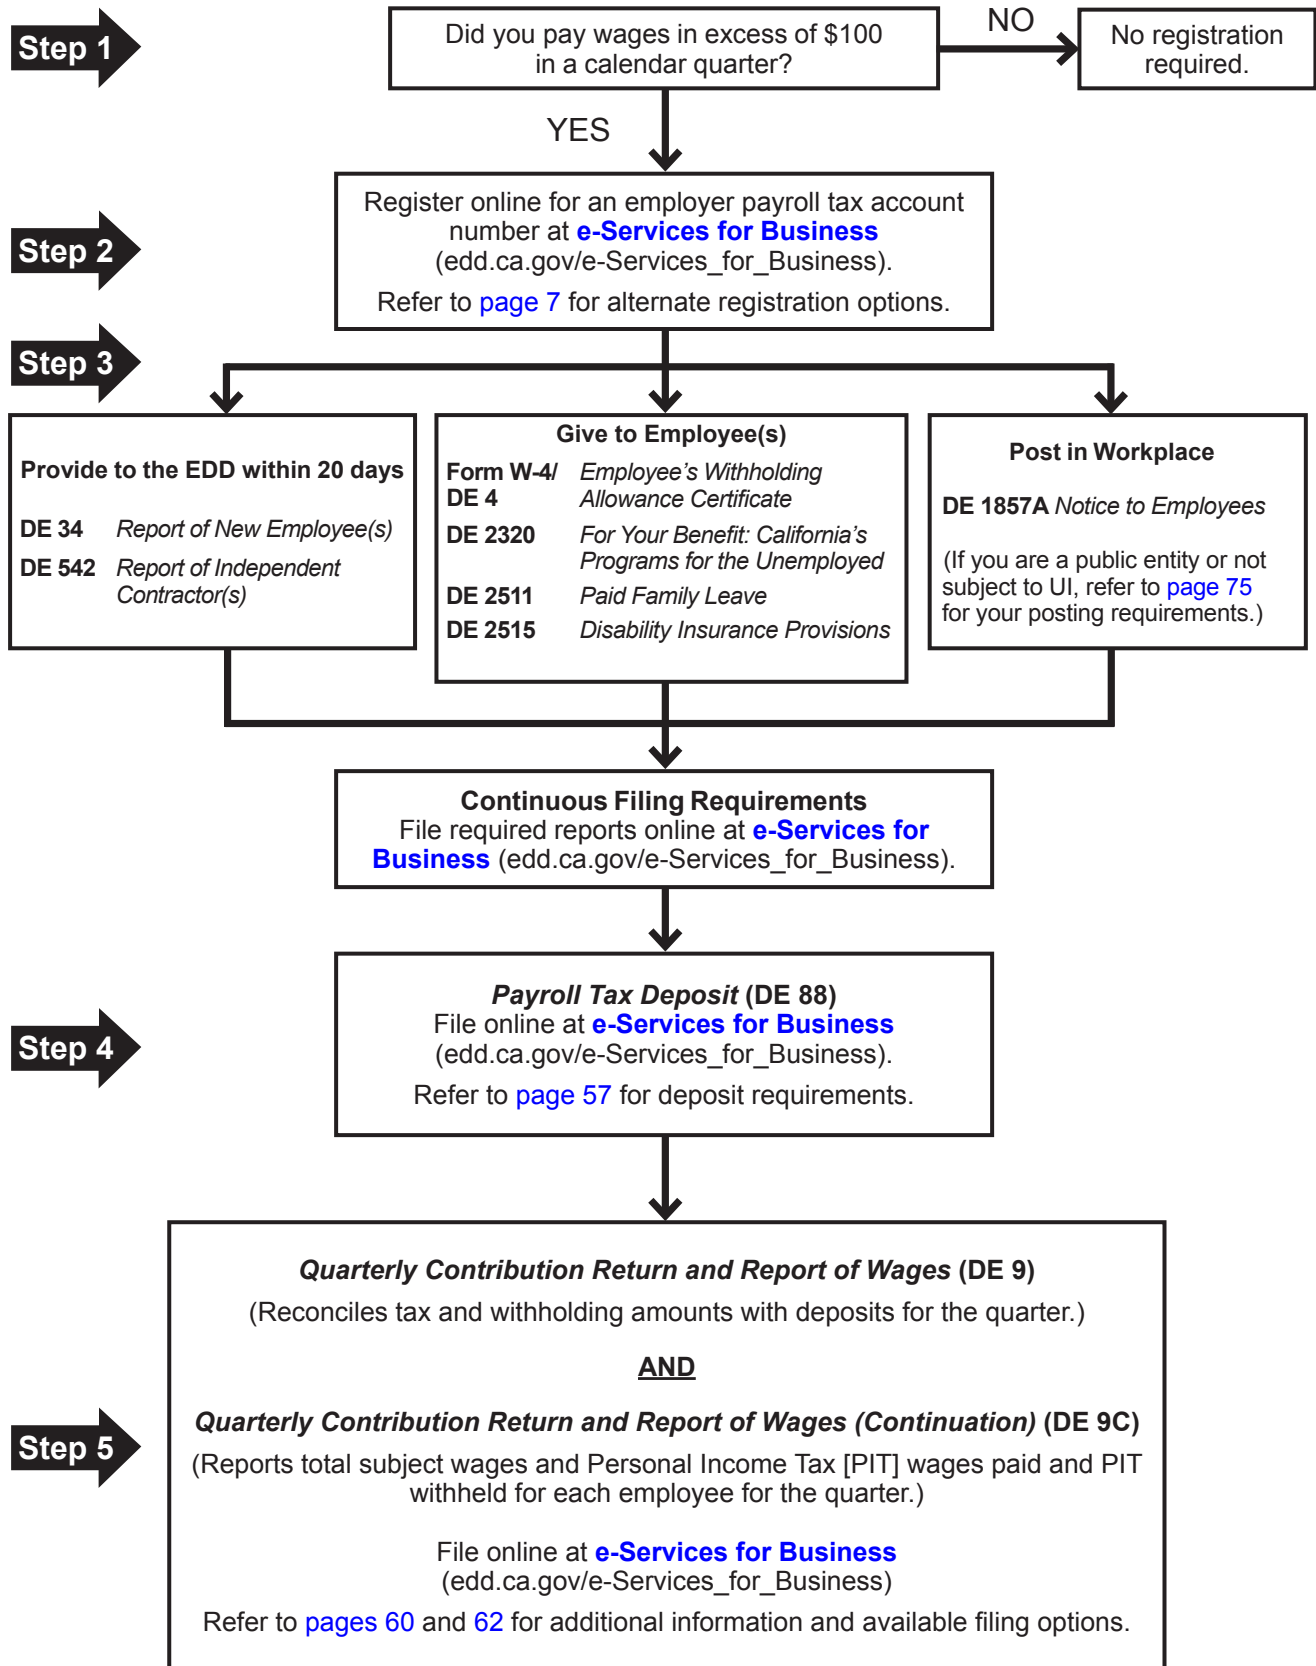 Step 1
Did you pay wages in excess of $100
in a calendar quarter?
NO
No registration
required.
YES
Step 2
Register online for an employer payroll tax account
number at e-Services for Business
(edd.ca.gov/e-Services_for_Business).
Refer to page 7 for alternate registration options.
Step 3
Provide to the EDD within 20 days
DE 34 Report of New Employee(s)
DE 542 Report of Independent
Contractor(s)
Give to Employee(s)
Form W-4/ Employee's Withholding
DE 4 Allowance Certificate
DE 2320 For Your Benefit: California's
Programs for the Unemployed
DE 2511 Paid Family Leave
DE 2515 Disability Insurance Provisions
Post in Workplace
DE 1857A Notice to Employees
(If you are a public entity or not
subject to UI, refer to page 75
for your posting requirements.)
Continuous Filing Requirements
File required reports online at e-Services for
Business (edd.ca.gov/e-Services_for_Business).
Step 4
Payroll Tax Deposit (DE 88)
File online at e-Services for Business
(edd.ca.gov/e-Services_for_Business).
Refer to page 57 for deposit requirements.
Step 5
Quarterly Contribution Return and Report of Wages (DE 9)
(Reconciles tax and withholding amounts with deposits for the quarter.)
AND
Quarterly Contribution Return and Report of Wages (Continuation) (DE 9C)
(Reports total subject wages and Personal Income Tax [PIT] wages paid and PIT
withheld for each employee for the quarter.)
File online at e-Services for Business
(edd.ca.gov/e-Services_for_Business)
Refer to pages 60 and 62 for additional information and available filing options.